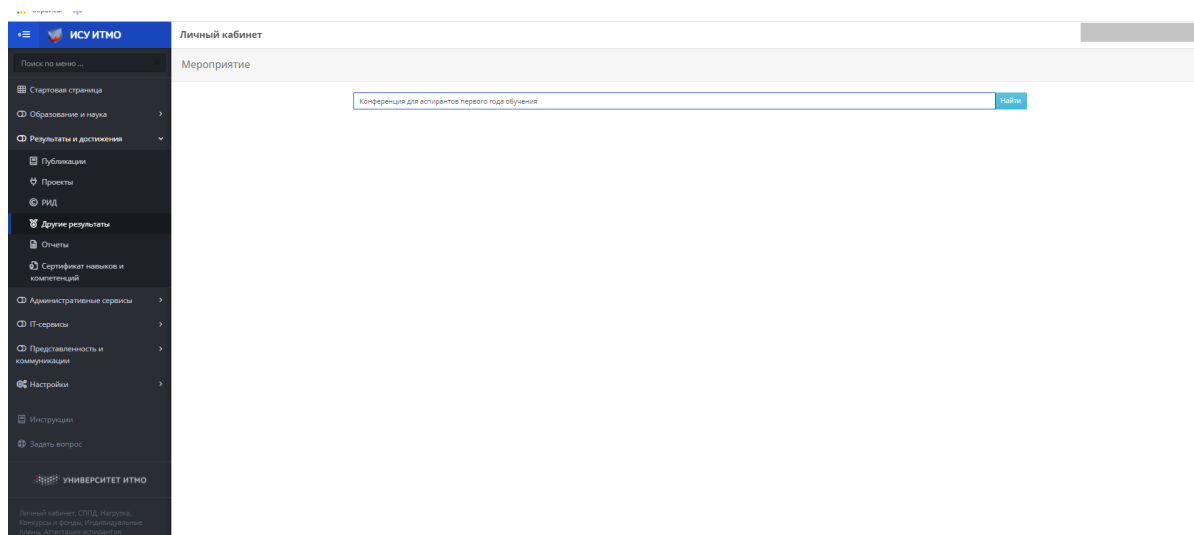 ИСУ ИТМО
Личный кабинет
Поиск по меню ...
Мероприятие
Стартовая страница
Конференция для аспирантов первого года обучения
Найти
Образование и наука
Результаты и достижения
Публикации
Проекты
РИД
Другие результаты
Отчеты
Сертификат навыков и
компетенций
Административные сервисы
IT-сервисы
Представленность и
коммуникации
Настройки
Инструкции
Задать вопрос
УНИВЕРСИТЕТ ИТМО
Личный кабинет, СППД, Нагрузка,
Конкурсы и фонды, Индивидуальные
планы, Аттестация аспирантов